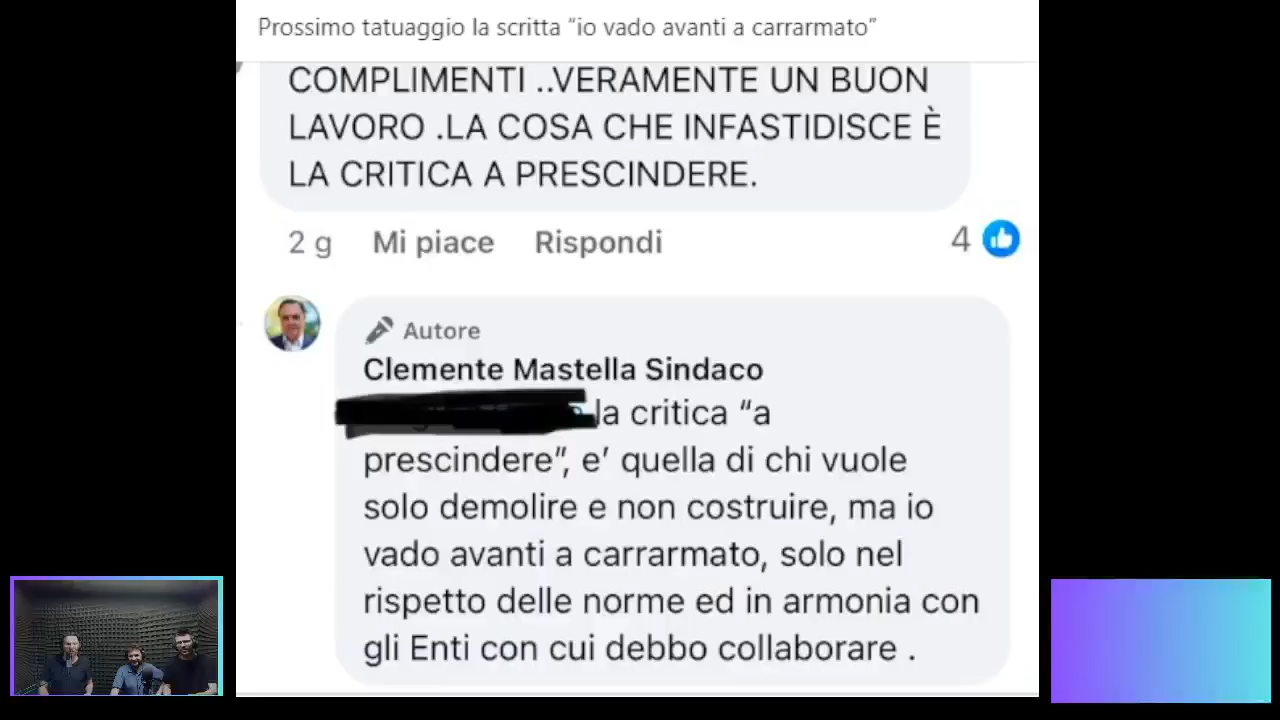 Prossimo tatuaggio la scritta “io vado avanti a carrarmato”
COMPLIMENTI ..VERAMENTE UN BUON
LAVORO .LA COSA CHE INFASTIDISCE È
LA CRITICA A PRESCINDERE.
2 g Mi piace Rispondi 4
Autore
Clemente Mastella Sindaco
la critica “a
prescindere”, e’ quella di chi vuole
solo demolire e non costruire, ma io
vado avanti a carrarmato, solo nel
rispetto delle norme ed in armonia con
gli Enti con cui debbo collaborare .